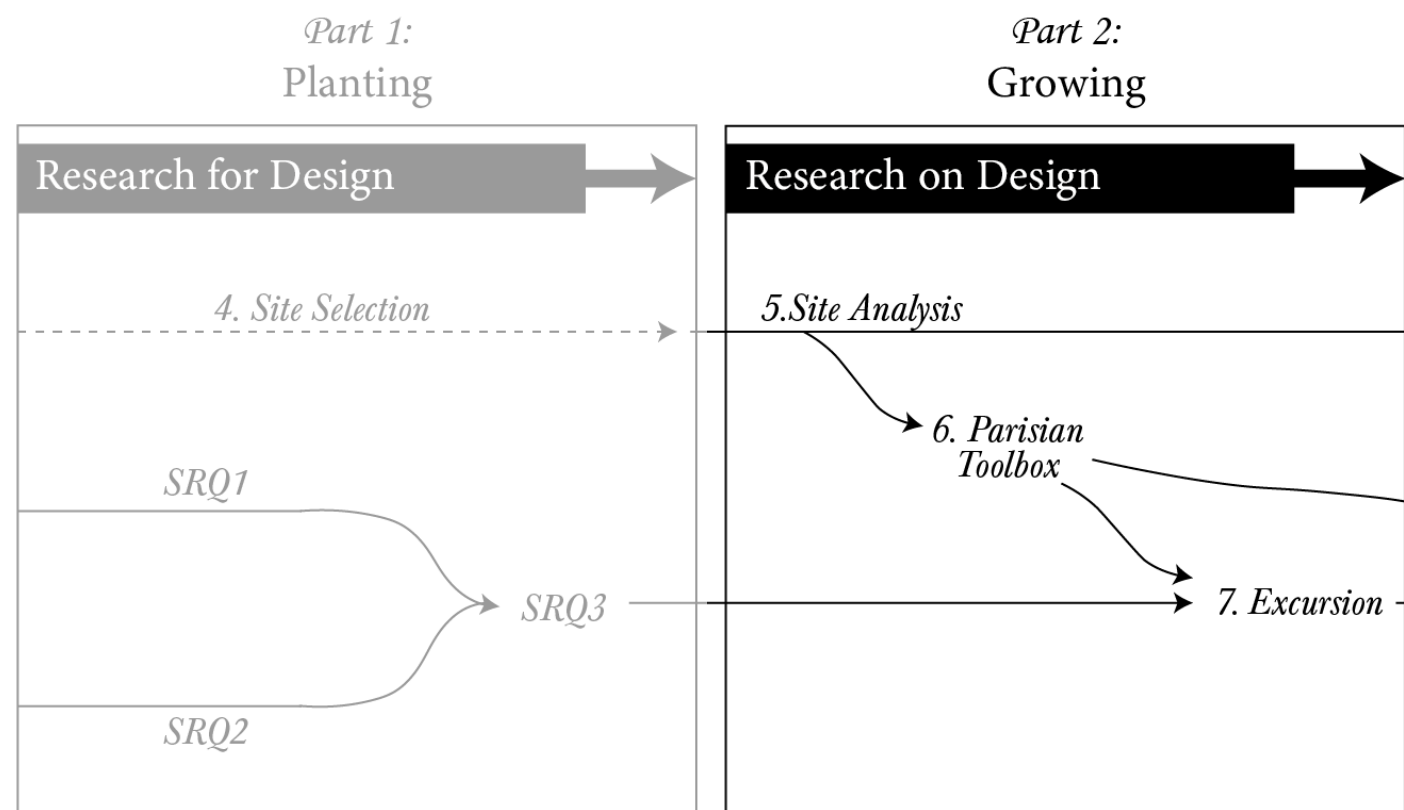 Part 1:
Planting
Research for Design
4. Site Selection
SRQ1
SRQ3
SRQ2
Part 2:
Growing
Research on Design
5.Site Analysis
6. Parisian
Toolbox
7. Excursion